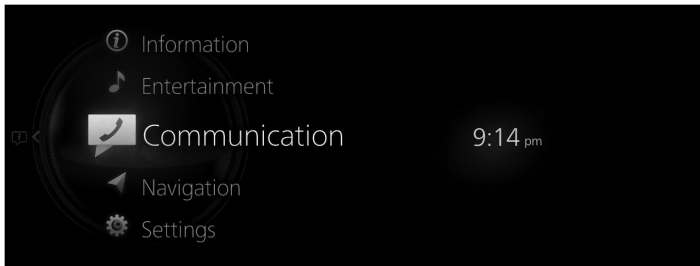 Information
Entertainment
Communication
9:14 pm
Navigation
Settings